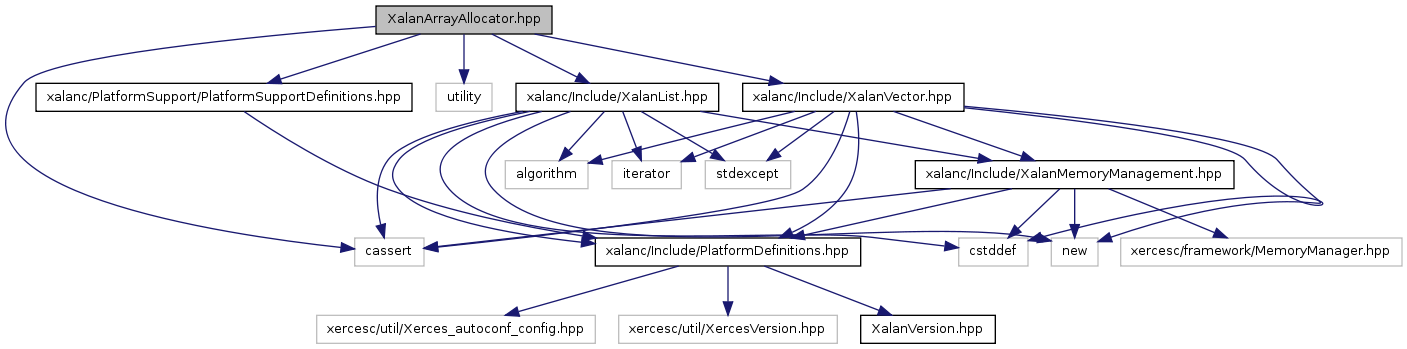 XalanArrayAllocator.hpp
xalanc/PlatformSupport/PlatformSupportDefinitions.hpp
utility
xalanc/Include/XalanList.hpp
xalanc/Include/XalanVector.hpp
algorithm
iterator
stdexcept
xalanc/Include/XalanMemoryManagement.hpp
cassert
xalanc/Include/PlatformDefinitions.hpp
cstddef
new
xercesc/framework/MemoryManager.hpp
xercesc/util/Xerces_autoconf_config.hpp
xercesc/util/XercesVersion.hpp
XalanVersion.hpp